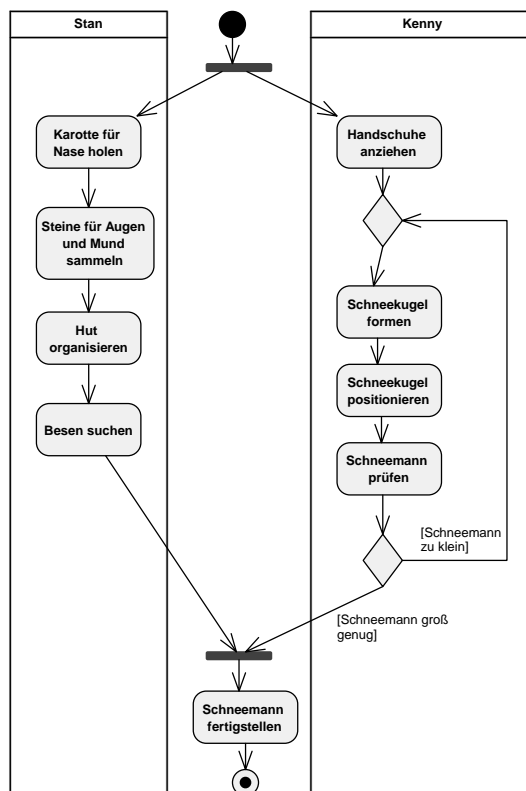 Stan
Kenny
Karotte für
Nase holen
Steine für Augen
und Mund
sammeln
Hut
organisieren
Besen suchen
Handschuhe
anziehen
Schneekugel
formen
Schneekugel
positionieren
Schneemann
prüfen
[Schneemann
zu klein]
[Schneemann groß
genug]
Schneemann
fertigstellen